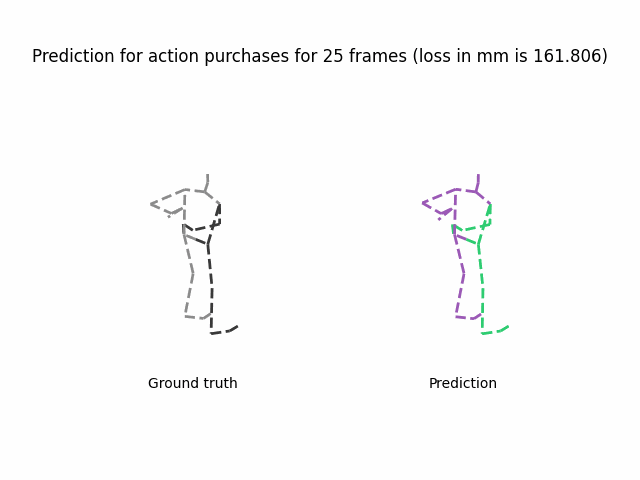 Prediction for action purchases for 25 frames (loss in mm is 161.806)
Ground truth
Prediction